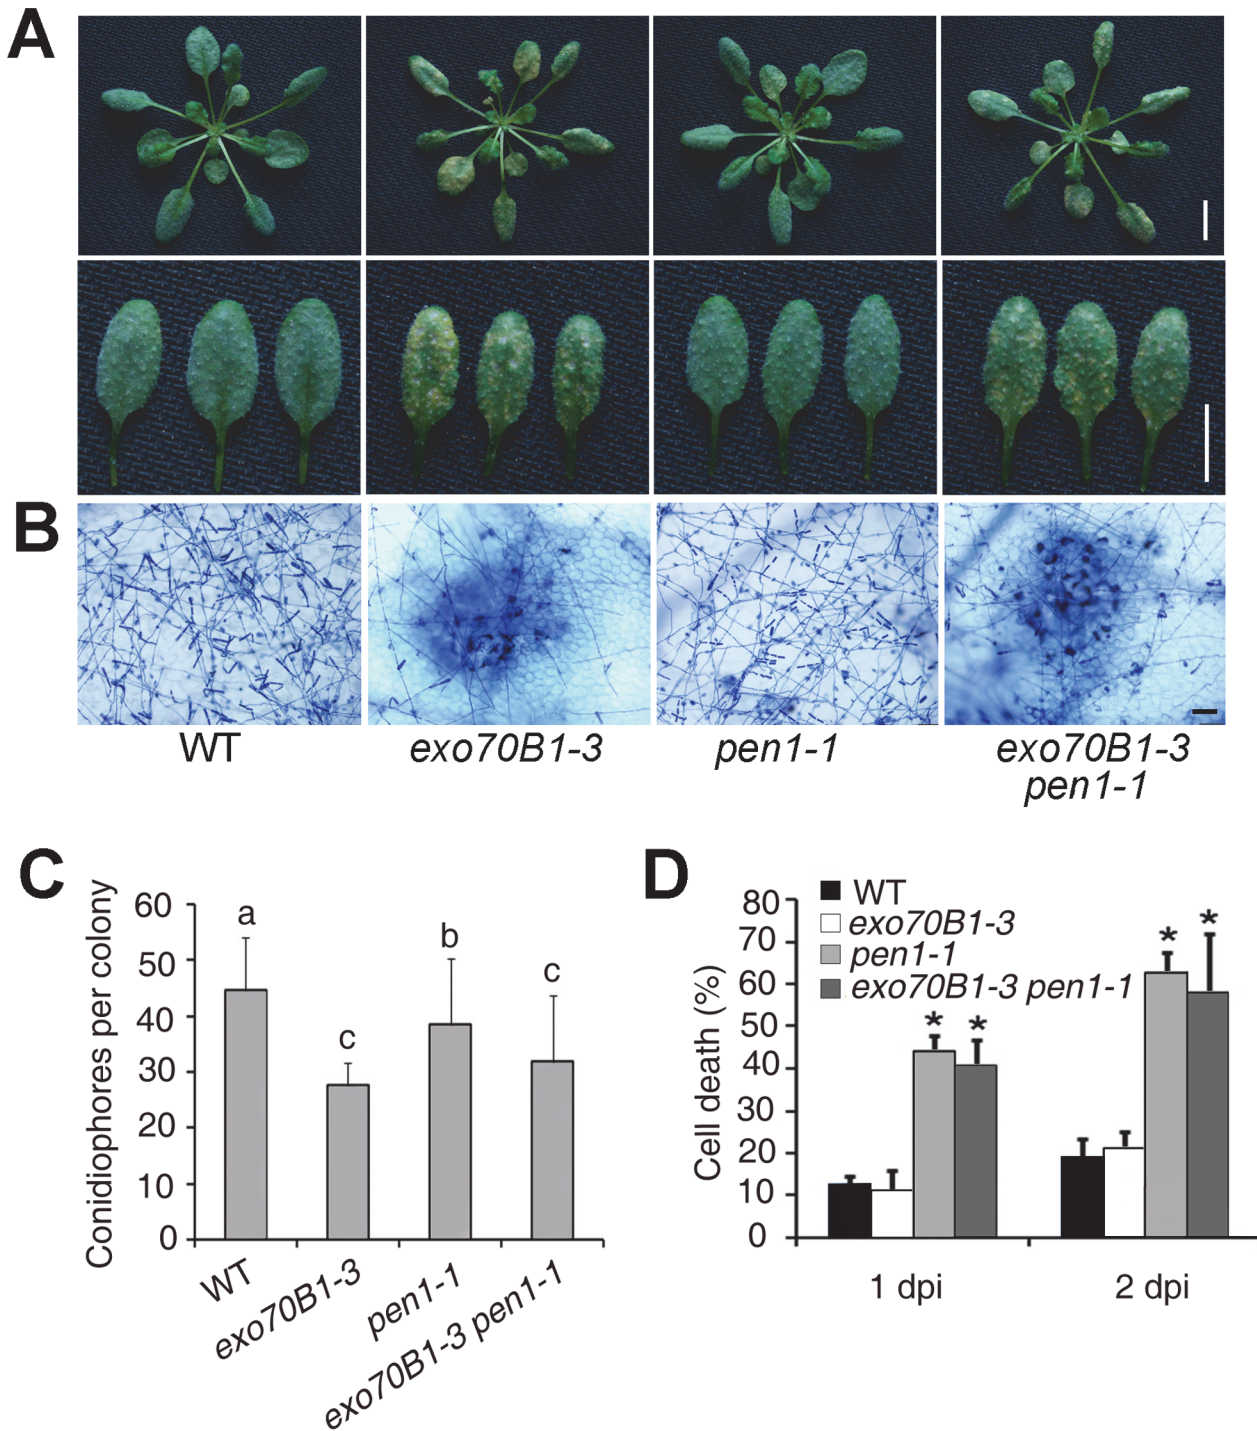 A
B
WT
exo70B1-3
pen1-1
exo70B1-3
pen1-1
C
Conidiophores per colony
60
50
40
30
20
10
0
a
c
b
c
WT
exo70B1-3
pen1-1
exo70B1-3 pen1-1
D
Cell death (%)
80
70
60
50
40
30
20
10
0
WT
exo70B1-3
pen1-1
exo70B1-3 pen1-1
* *
* *
1 dpi
2 dpi